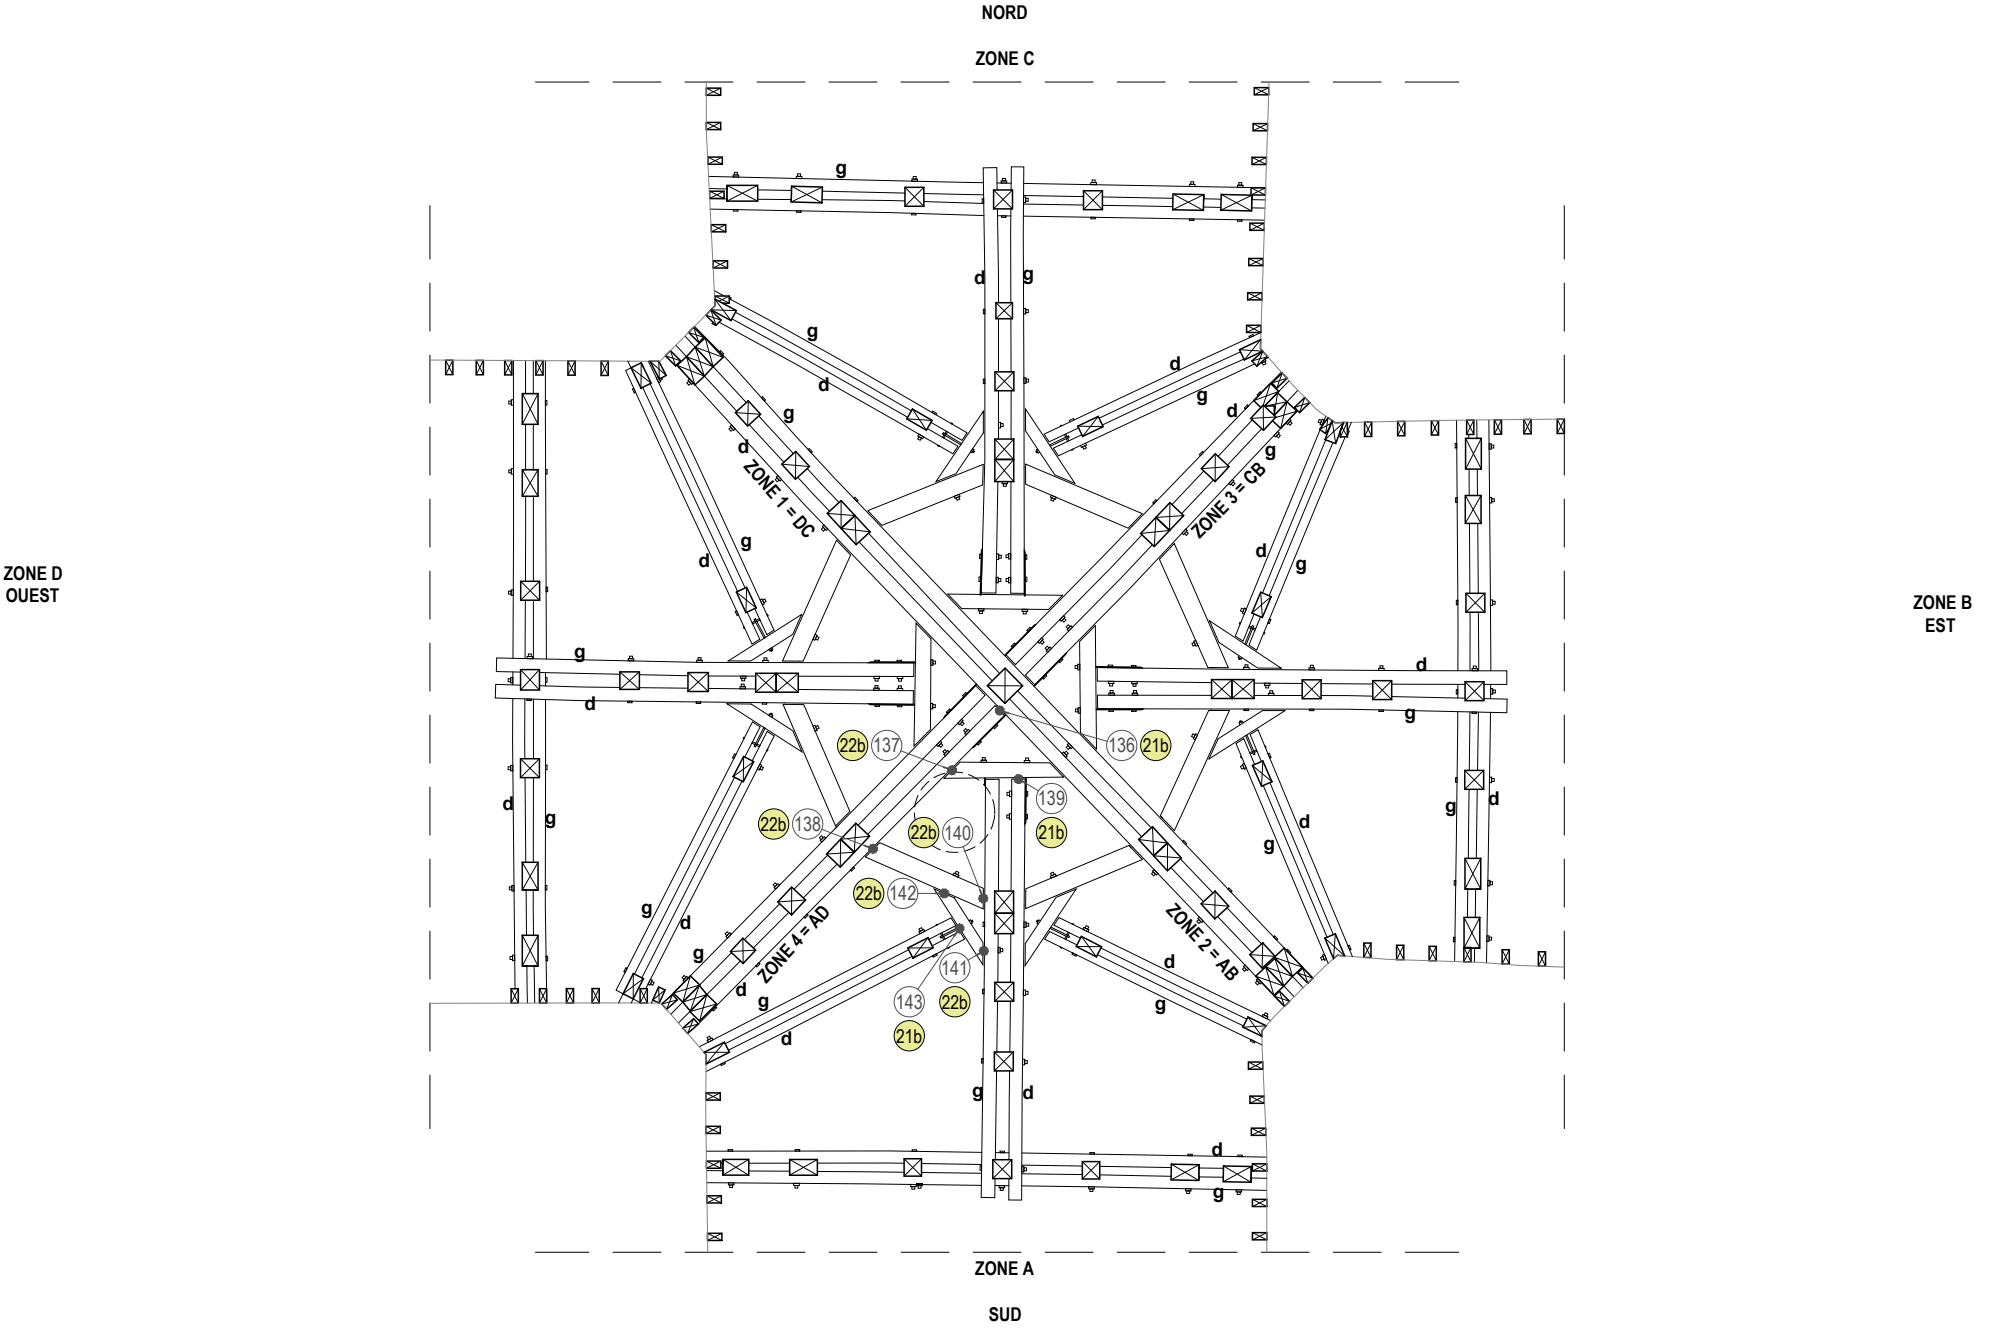 NORD
ZONE C
g
d
g
g
d
d
g
g
d
d
g
ZONE 1 = DC
ZONE 3 = CB
g
d
d
g
ZONE D
OUEST
ZONE B
EST
g
d
d
g
22b 137
136 21b
139
21b
22b 138
22b 140
d
g
g
d
d
g
22b 142
g
d
g
d
ZONE 4 = AD
ZONE 2 = AB
141
22b
143
21b
g
d
d
g
g
d
d
g
ZONE A
SUD